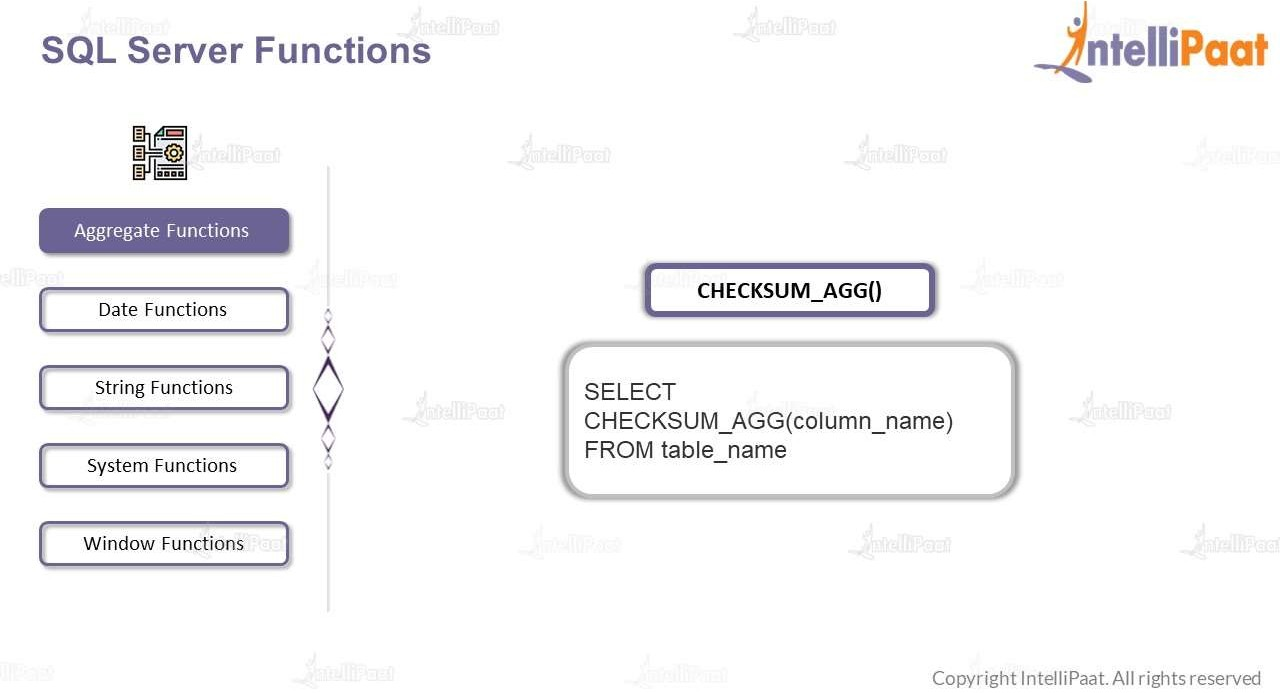 SQL Server Functions
IntelliPaat
Aggregate Functions
Date Functions
String Functions
System Functions
Window Functions
CHECKSUM_AGG()
SELECT
CHECKSUM_AGG(column_name)
FROM table_name
Copyright IntelliPaat. All rights reserved